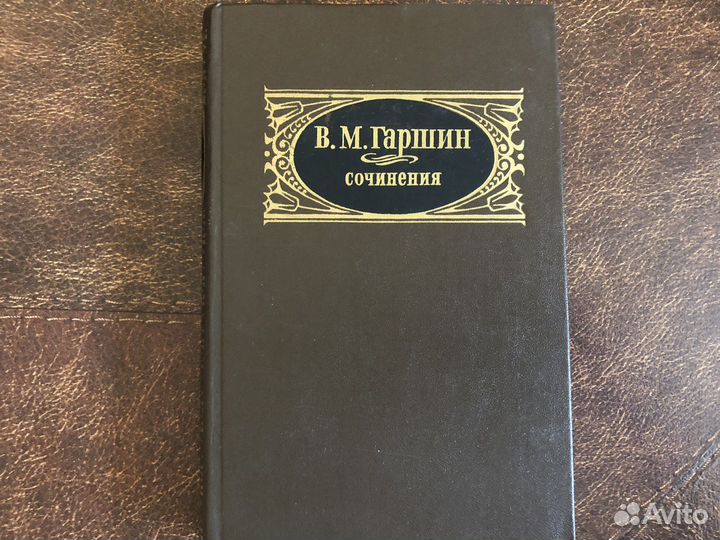 В. М. Гаршин
сочинения
Avito